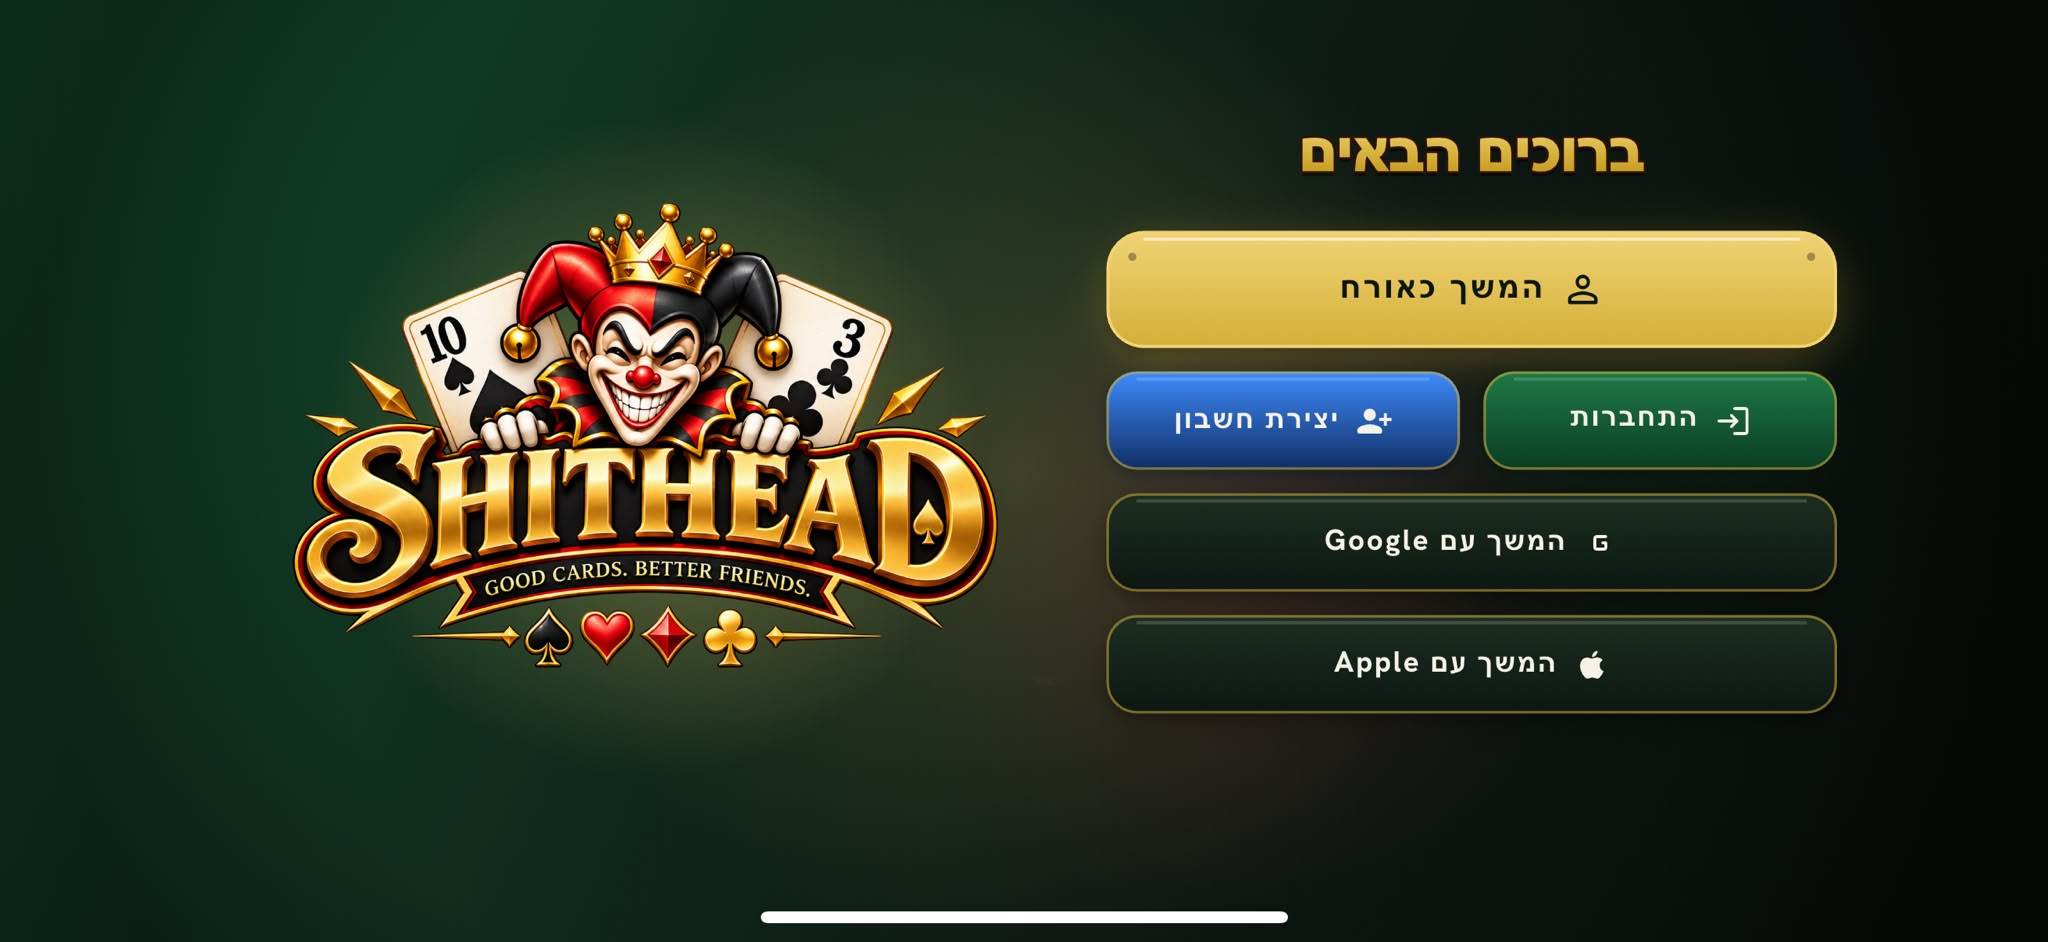 10
3
SHITHEAD
GOOD CARDS. BETTER FRIENDS.
ברוכים הבאים
המשך כאורח
התחברות
יצירת חשבון
G המשך עם Google
המשך עם Apple